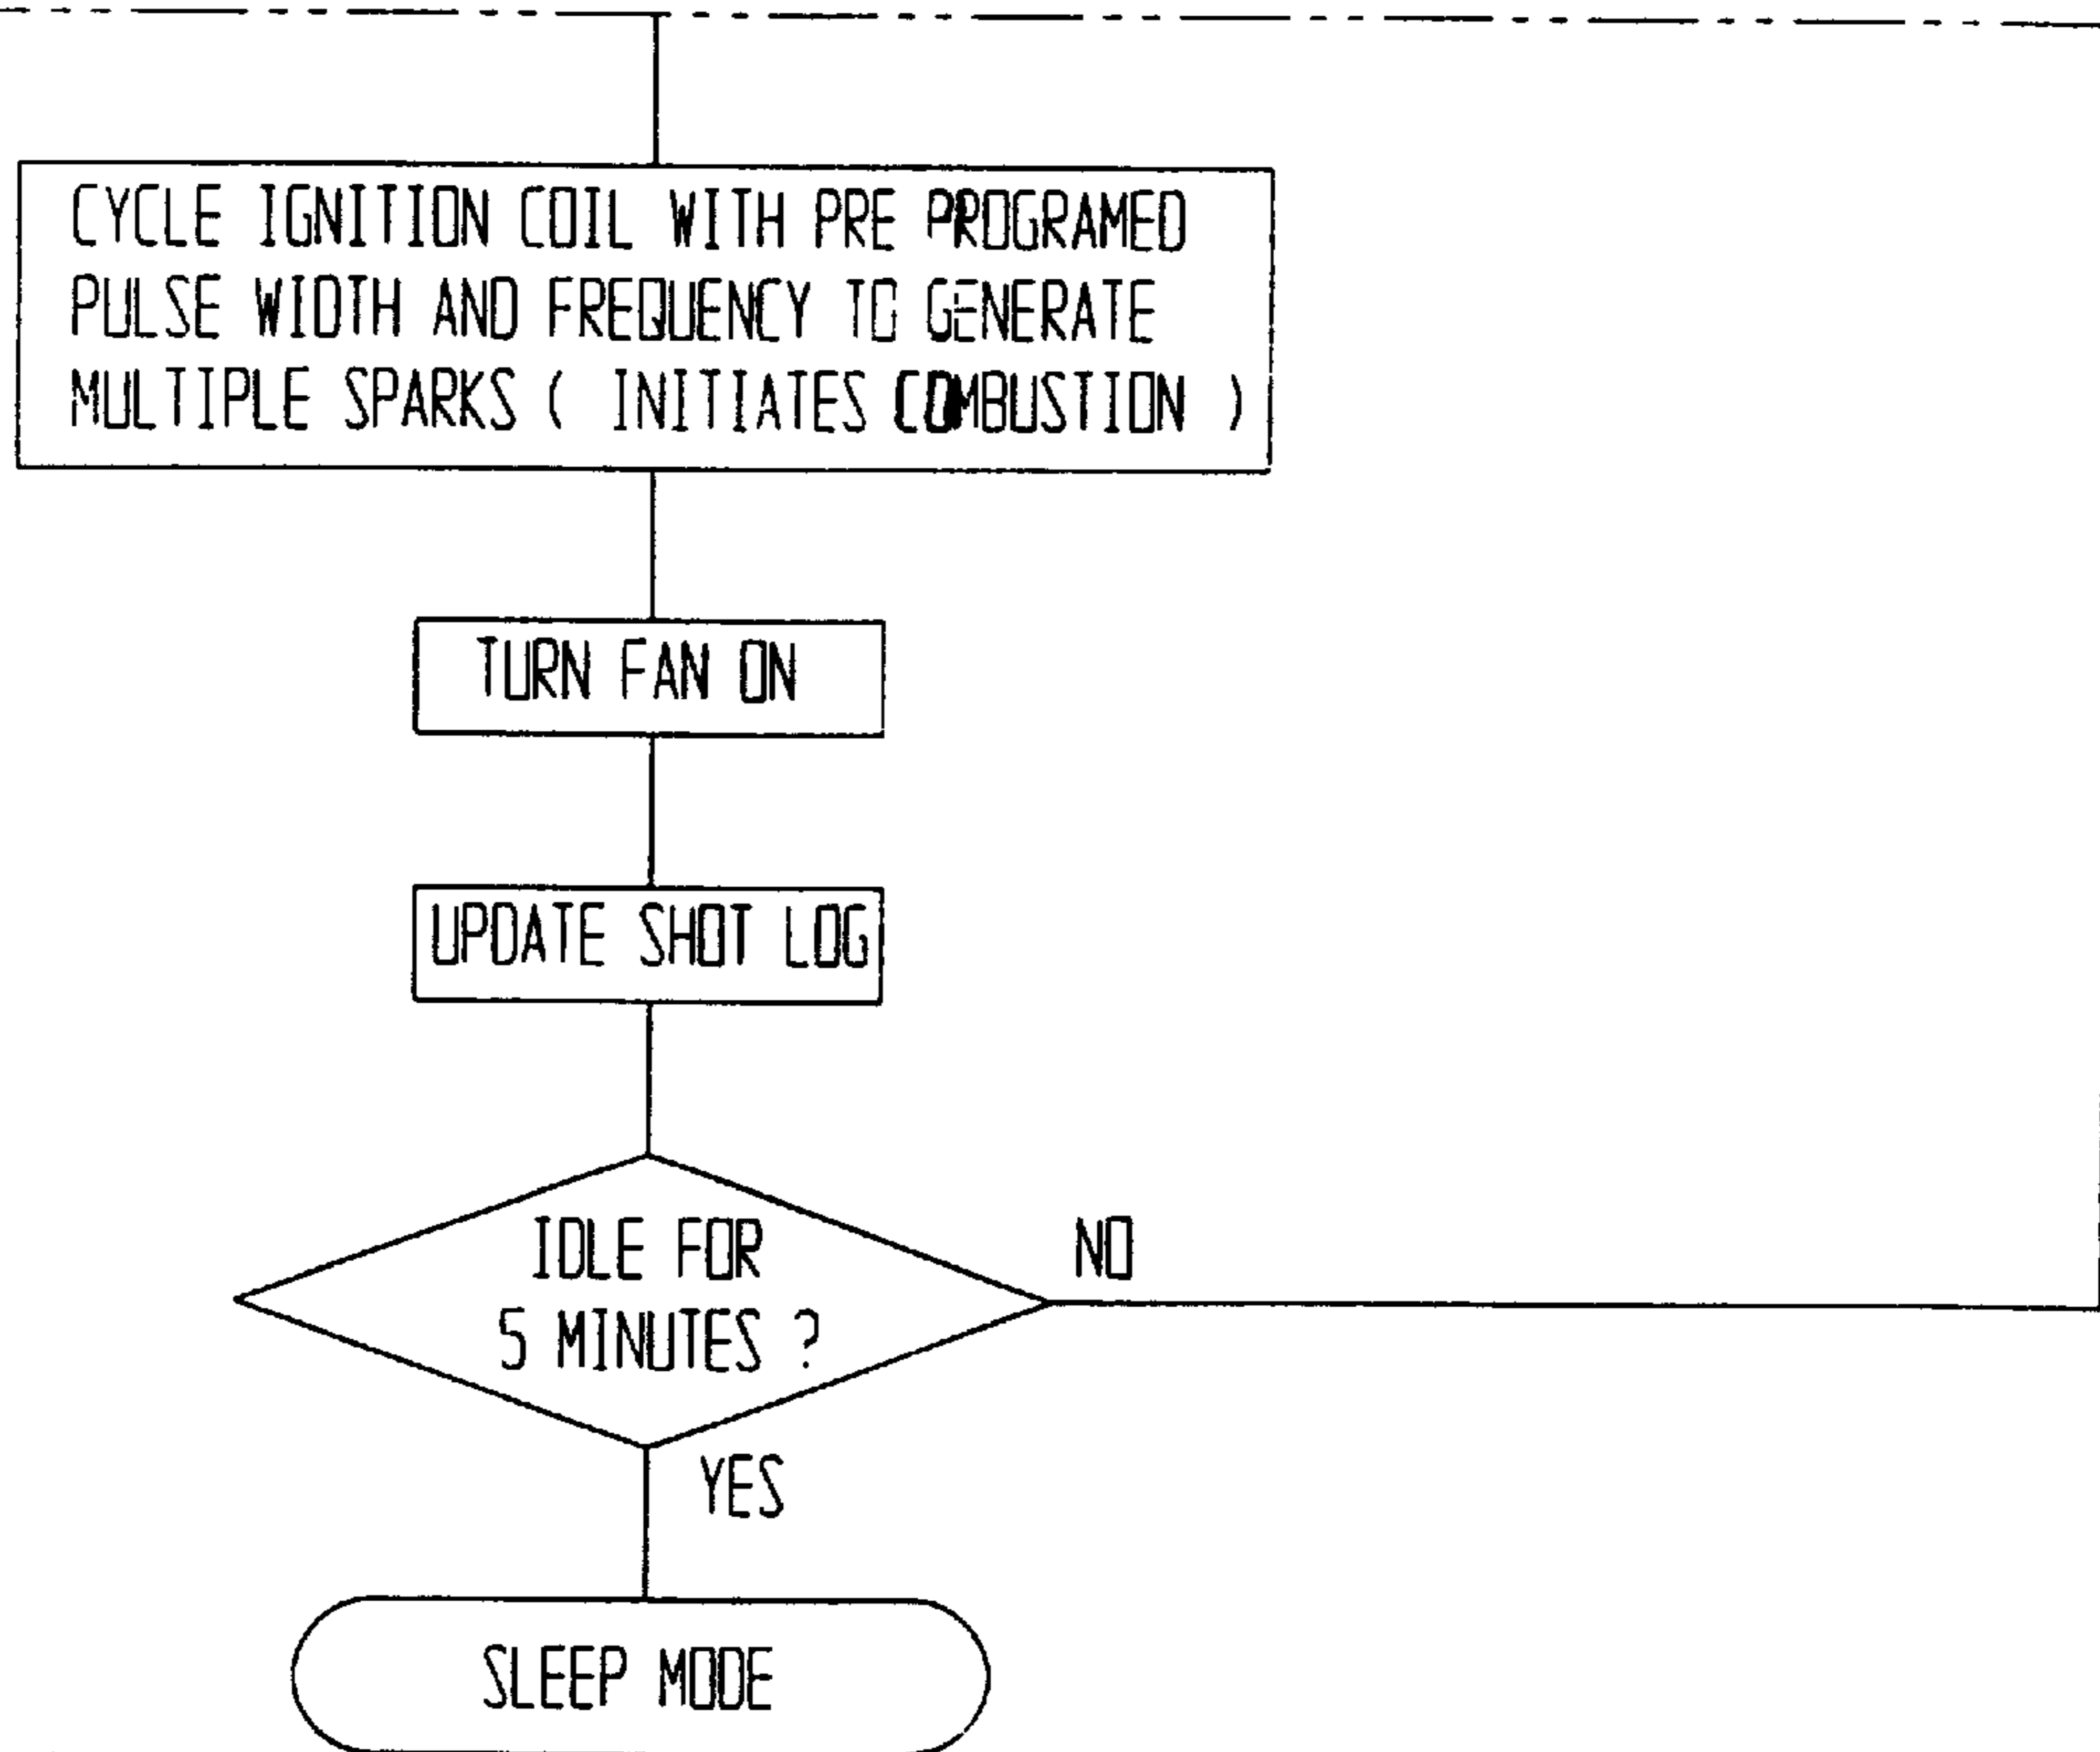 CYCLE IGNITION COIL WITH PRE PROGRAMED
PULSE WIDTH AND FREQUENCY TO GENERATE
MULTIPLE SPARKS ( INITIATES COMBUSTION )
TURN FAN ON
UPDATE SHOT LOG
IDLE FOR
5 MINUTES ?
NO
YES
SLEEP MODE